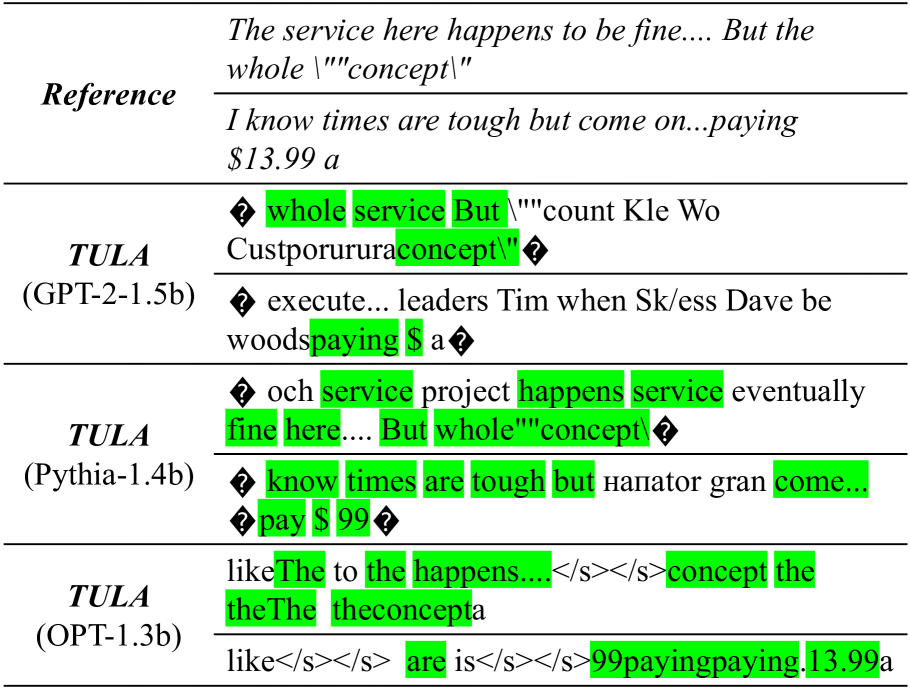 Reference
The service here happens to be fine.... But the
whole \""concept\"
I know times are tough but come on...paying
$13.99 a
TULA
(GPT-2-1.5b)
� whole service But \""count Kle Wo
Custporurura concept\"�
� execute... leaders Tim when Sk/ess Dave be
woodspaying $ a�
TULA
(Pythia-1.4b)
� och service project happens service eventually
fine here.... But whole""concept\�
� know times are tough but напator gran come...
�pay $ 99�
TULA
(OPT-1.3b)
likeThe to the happens....</s></s>concept the
theThe theconcepta
like</s></s> are is</s></s>99payingpaying.13.99a